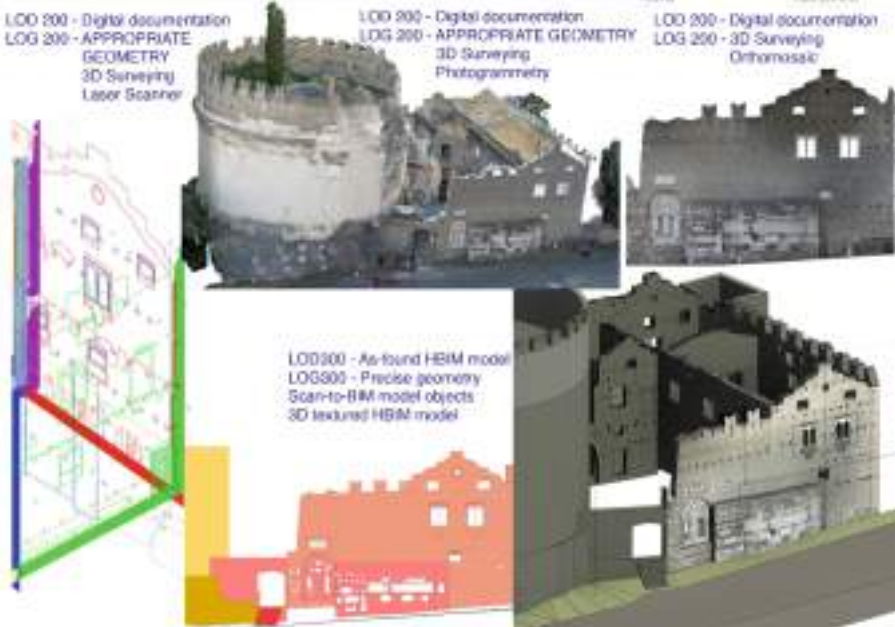 LOD 200 - Digital documentation
LOG 200 - APPROPRIATE
GEOMETRY
3D Surveying
Laser Scanner
LOD 200 - Digital documentation
LOG 200 - APPROPRIATE GEOMETRY
3D Surveying
Photogrammetry
LOD 200 - Digital documentation
LOG 200 - 3D Surveying
Orthomosaic
LOD300 - As-found HBIM model
LOG300 - Precise geometry
Scan-to-BIM model objects
3D textured HBIM model